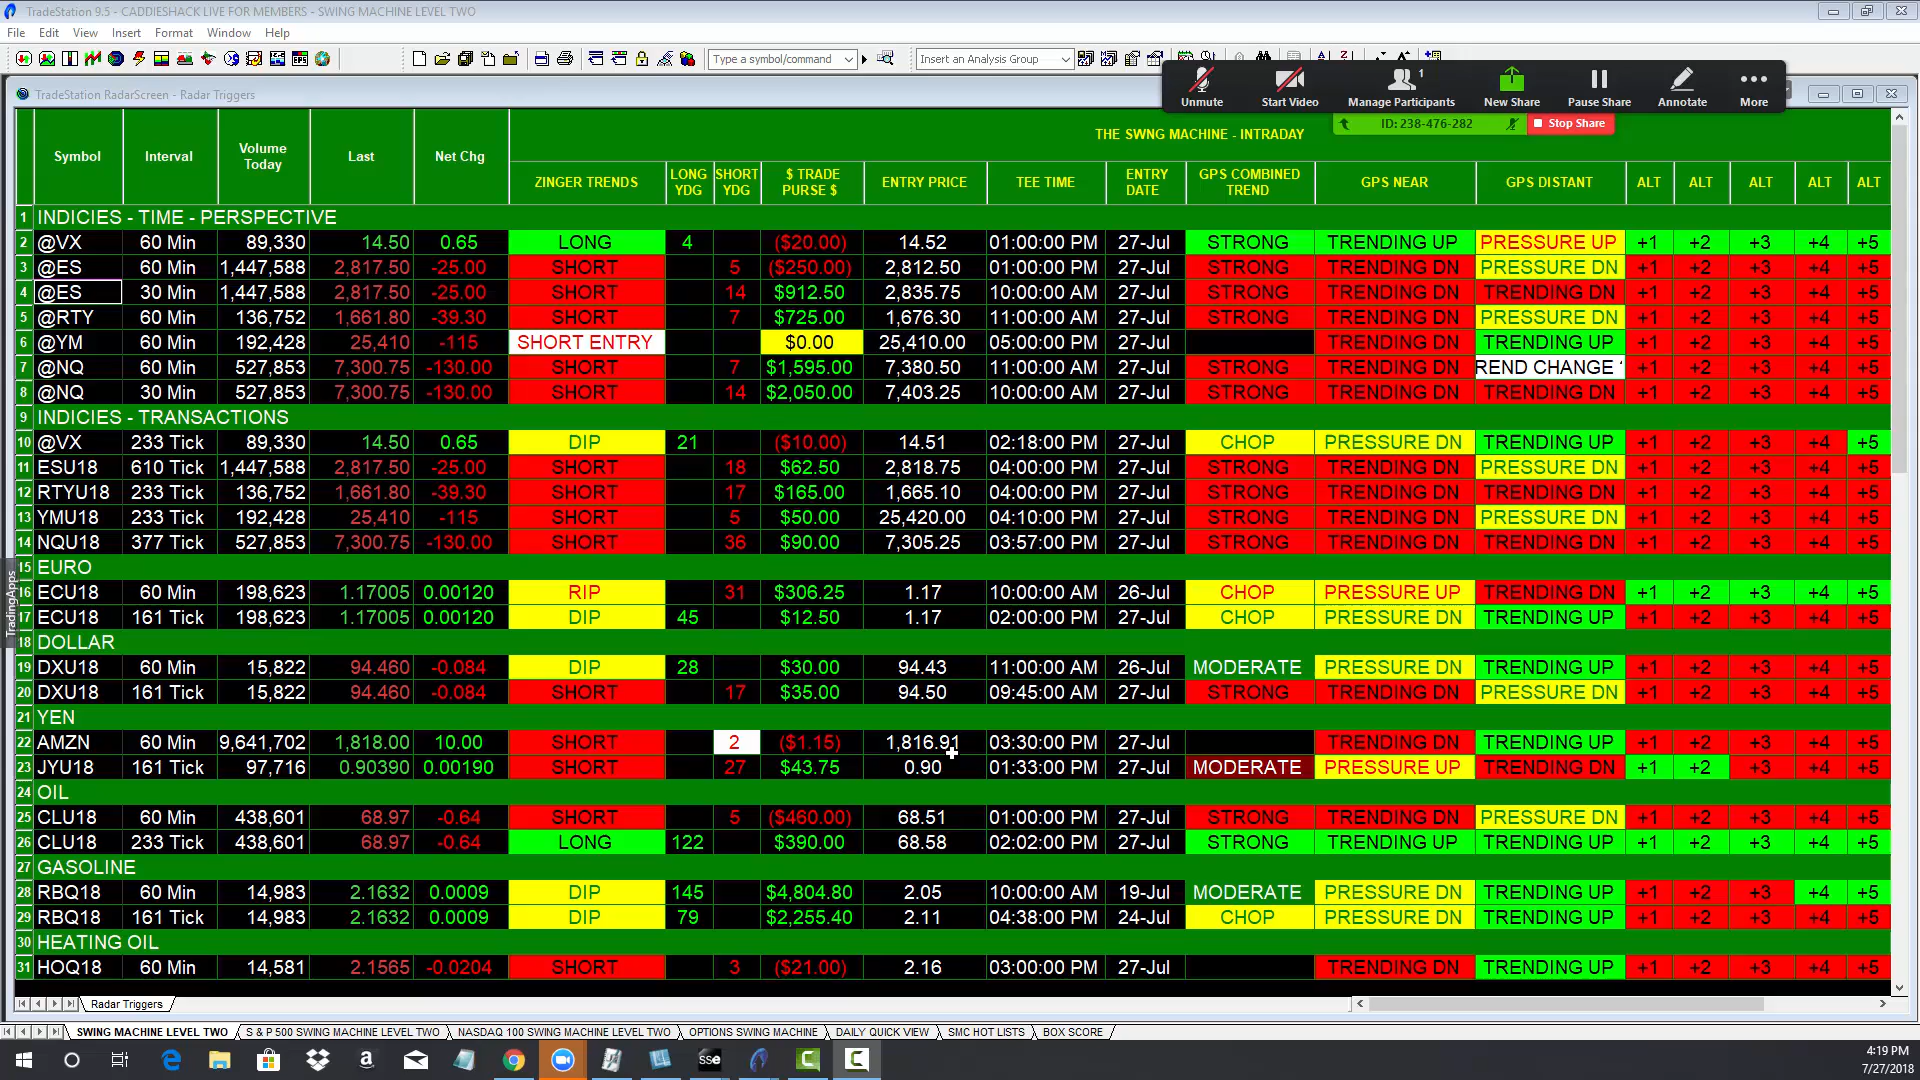 TradeStation 9.5 - CADDIESHACK LIVE FOR MEMBERS - SWING MACHINE LEVEL TWO
File Edit View Insert Format Window Help
Type a symbol/command Insert an Analysis Group
TradeStation RadarScreen - Radar Triggers
Unmute Start Video Manage Participants 1 New Share Pause Share Annotate More
ID: 238-476-282 Stop Share
THE SWNG MACHINE - INTRADAY
Symbol Interval Volume Today Last Net Chg ZINGER TRENDS LONG YDG SHORT YDG $ TRADE PURSE $ ENTRY PRICE TEE TIME ENTRY DATE GPS COMBINED TREND GPS NEAR GPS DISTANT ALT ALT ALT ALT ALT
1 INDICIES - TIME - PERSPECTIVE
2 @VX 60 Min 89,330 14.50 0.65 LONG 4 ($20.00) 14.52 01:00:00 PM 27-Jul STRONG TRENDING UP PRESSURE UP +1 +2 +3 +4 +5
3 @ES 60 Min 1,447,588 2,817.50 -25.00 SHORT 5 ($250.00) 2,812.50 01:00:00 PM 27-Jul STRONG TRENDING DN PRESSURE DN +1 +2 +3 +4 +5
4 @ES 30 Min 1,447,588 2,817.50 -25.00 SHORT 14 $912.50 2,835.75 10:00:00 AM 27-Jul STRONG TRENDING DN TRENDING DN +1 +2 +3 +4 +5
5 @RTY 60 Min 136,752 1,661.80 -39.30 SHORT 7 $725.00 1,676.30 11:00:00 AM 27-Jul STRONG TRENDING DN PRESSURE DN +1 +2 +3 +4 +5
6 @YM 60 Min 192,428 25,410 -115 SHORT ENTRY $0.00 25,410.00 05:00:00 PM 27-Jul TRENDING DN TRENDING UP +1 +2 +3 +4 +5
7 @NQ 60 Min 527,853 7,300.75 -130.00 SHORT 7 $1,595.00 7,380.50 11:00:00 AM 27-Jul STRONG TRENDING DN REND CHANGE +1 +2 +3 +4 +5
8 @NQ 30 Min 527,853 7,300.75 -130.00 SHORT 14 $2,050.00 7,403.25 10:00:00 AM 27-Jul STRONG TRENDING DN TRENDING DN +1 +2 +3 +4 +5
9 INDICIES - TRANSACTIONS
10 @VX 233 Tick 89,330 14.50 0.65 DIP 21 ($10.00) 14.51 02:18:00 PM 27-Jul CHOP PRESSURE DN TRENDING UP +1 +2 +3 +4 +5
11 ESU18 610 Tick 1,447,588 2,817.50 -25.00 SHORT 18 $62.50 2,818.75 04:00:00 PM 27-Jul STRONG TRENDING DN PRESSURE DN +1 +2 +3 +4 +5
12 RTYU18 233 Tick 136,752 1,661.80 -39.30 SHORT 17 $165.00 1,665.10 04:00:00 PM 27-Jul STRONG TRENDING DN TRENDING DN +1 +2 +3 +4 +5
13 YMU18 233 Tick 192,428 25,410 -115 SHORT 5 $50.00 25,420.00 04:10:00 PM 27-Jul STRONG TRENDING DN PRESSURE DN +1 +2 +3 +4 +5
14 NQU18 377 Tick 527,853 7,300.75 -130.00 SHORT 36 $90.00 7,305.25 03:57:00 PM 27-Jul STRONG TRENDING DN TRENDING DN +1 +2 +3 +4 +5
15 EURO
16 ECU18 60 Min 198,623 1.17005 0.00120 RIP 31 $306.25 1.17 10:00:00 AM 26-Jul CHOP PRESSURE UP TRENDING DN +1 +2 +3 +4 +5
17 ECU18 161 Tick 198,623 1.17005 0.00120 DIP 45 $12.50 1.17 02:00:00 PM 27-Jul CHOP PRESSURE DN TRENDING UP +1 +2 +3 +4 +5
18 DOLLAR
19 DXU18 60 Min 15,822 94.460 -0.084 DIP 28 $30.00 94.43 11:00:00 AM 26-Jul MODERATE PRESSURE DN TRENDING UP +1 +2 +3 +4 +5
20 DXU18 161 Tick 15,822 94.460 -0.084 SHORT 17 $35.00 94.50 09:45:00 AM 27-Jul STRONG TRENDING DN PRESSURE DN +1 +2 +3 +4 +5
21 YEN
22 AMZN 60 Min 9,641,702 1,818.00 10.00 SHORT 2 ($1.15) 1,816.91 03:30:00 PM 27-Jul TRENDING DN TRENDING UP +1 +2 +3 +4 +5
23 JYU18 161 Tick 97,716 0.90390 0.00190 SHORT 27 $43.75 0.90 01:33:00 PM 27-Jul MODERATE PRESSURE UP TRENDING DN +1 +2 +3 +4 +5
24 OIL
25 CLU18 60 Min 438,601 68.97 -0.64 SHORT 5 ($460.00) 68.51 01:00:00 PM 27-Jul STRONG TRENDING DN PRESSURE DN +1 +2 +3 +4 +5
26 CLU18 233 Tick 438,601 68.97 -0.64 LONG 122 $390.00 68.58 02:02:00 PM 27-Jul STRONG TRENDING UP TRENDING UP +1 +2 +3 +4 +5
27 GASOLINE
28 RBQ18 60 Min 14,983 2.1632 0.0009 DIP 145 $4,804.80 2.05 10:00:00 AM 19-Jul MODERATE PRESSURE DN TRENDING UP +1 +2 +3 +4 +5
29 RBQ18 161 Tick 14,983 2.1632 0.0009 DIP 79 $2,255.40 2.11 04:38:00 PM 24-Jul CHOP PRESSURE DN TRENDING UP +1 +2 +3 +4 +5
30 HEATING OIL
31 HOQ18 60 Min 14,581 2.1565 -0.0204 SHORT 3 ($21.00) 2.16 03:00:00 PM 27-Jul TRENDING DN TRENDING UP +1 +2 +3 +4 +5
TradingApps
Radar Triggers
SWING MACHINE LEVEL TWO S & P 500 SWING MACHINE LEVEL TWO NASDAQ 100 SWING MACHINE LEVEL TWO OPTIONS SWING MACHINE DAILY QUICK VIEW SMC HOT LISTS BOX SCORE
sse
4:19 PM
7/27/2018